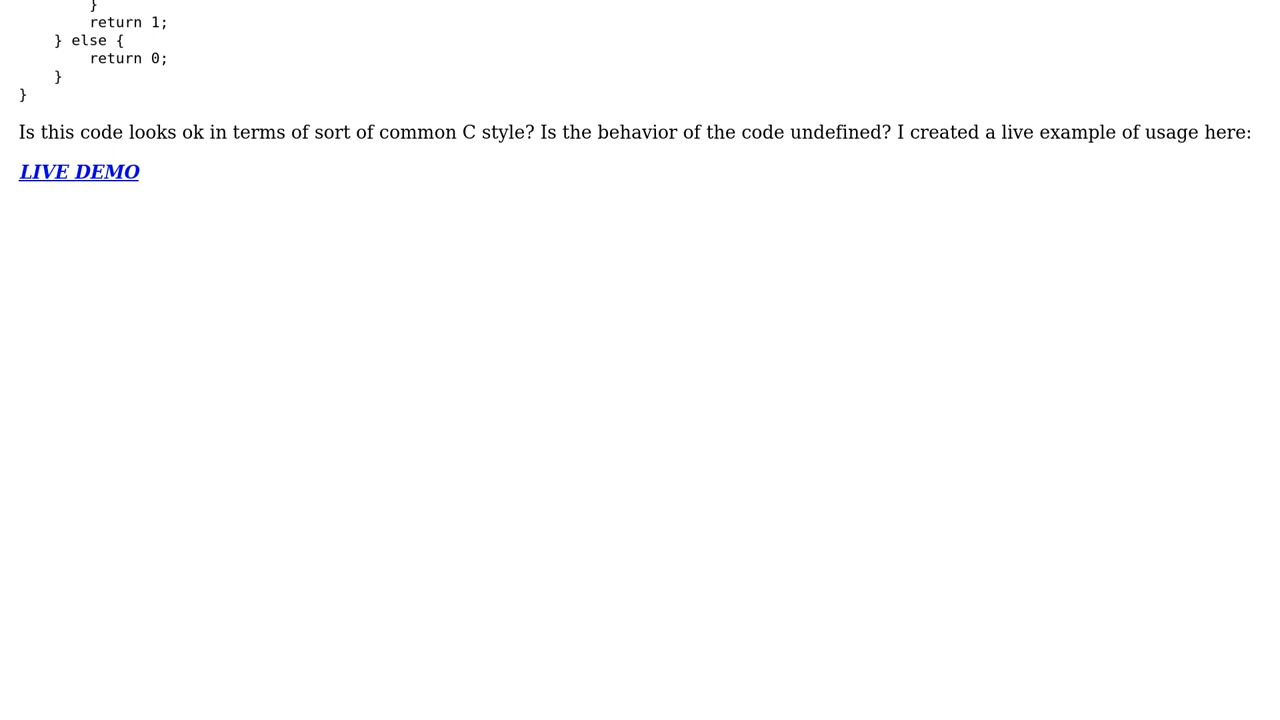 }
        return 1;
    } else {
        return 0;
    }
}
Is this code looks ok in terms of sort of common C style? Is the behavior of the code undefined? I created a live example of usage here:
LIVE DEMO